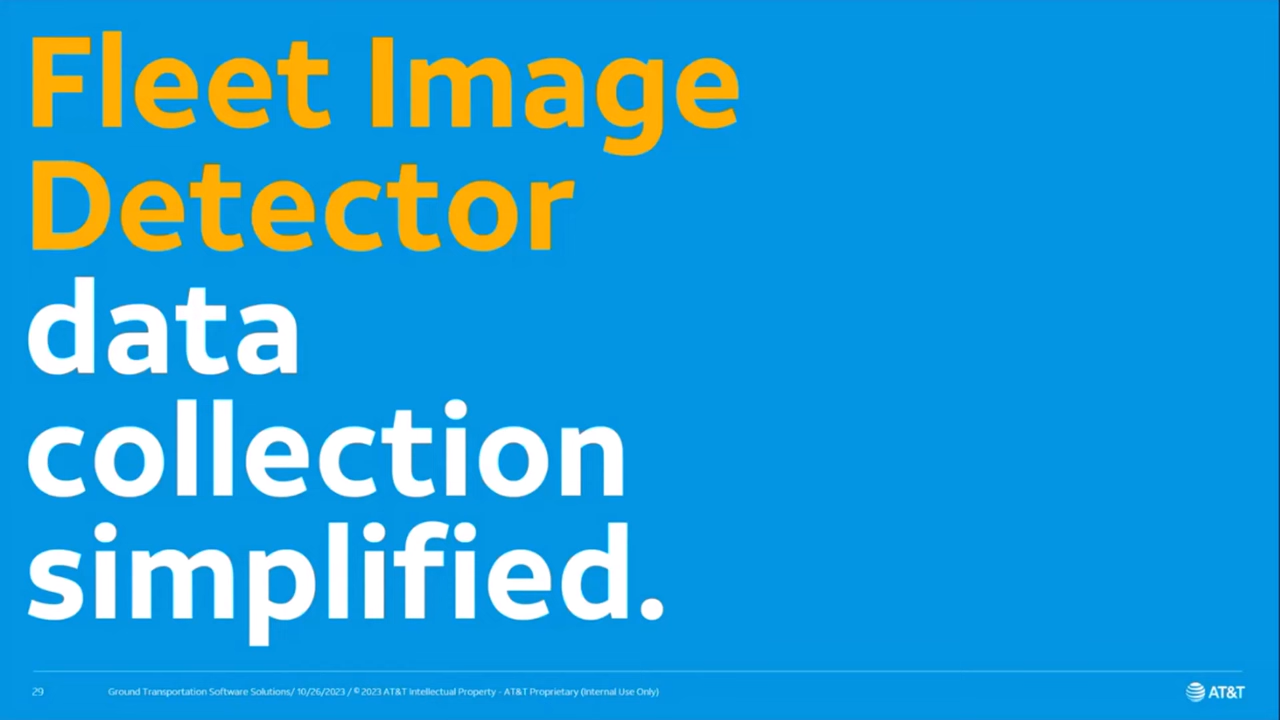 Fleet Image
Detector
data
collection
simplified.
29
Ground Transportation Software Solutions/ 10/26/2023 / © 2023 AT&T Intellectual Property - AT&T Proprietary (Internal Use Only)
AT&T